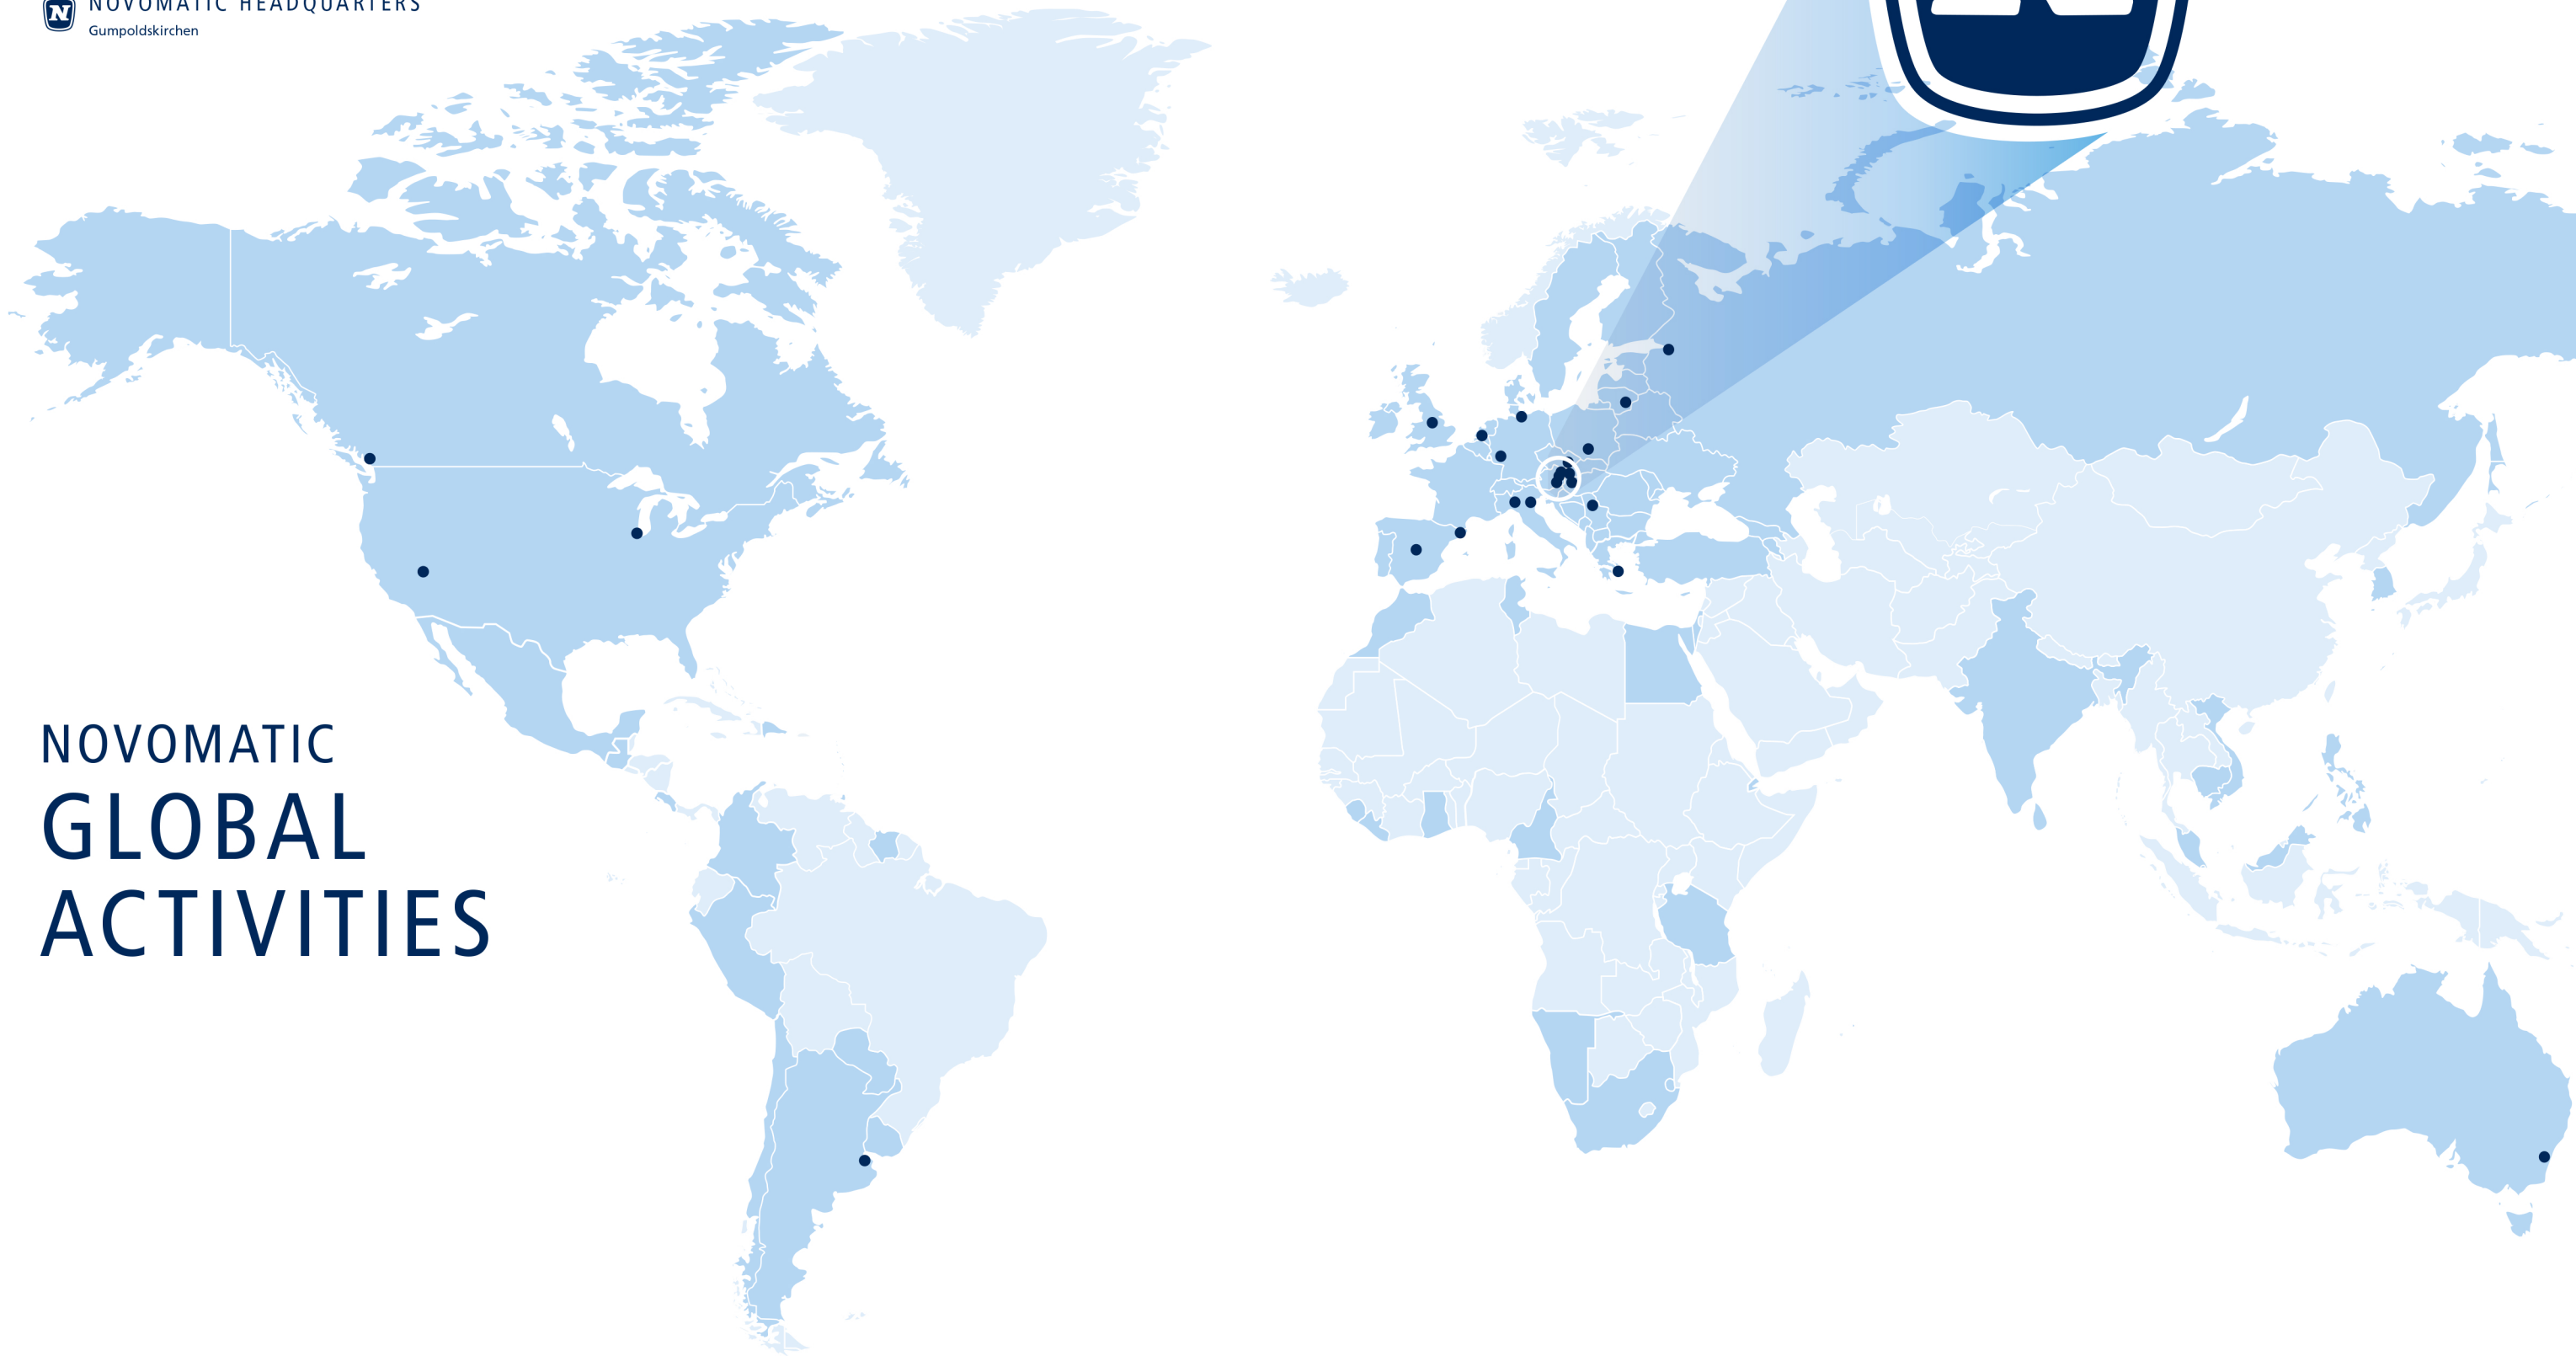 NOVOMATIC HEADQUARTERS
Gumpoldskirchen
NOVOMATIC
GLOBAL
ACTIVITIES